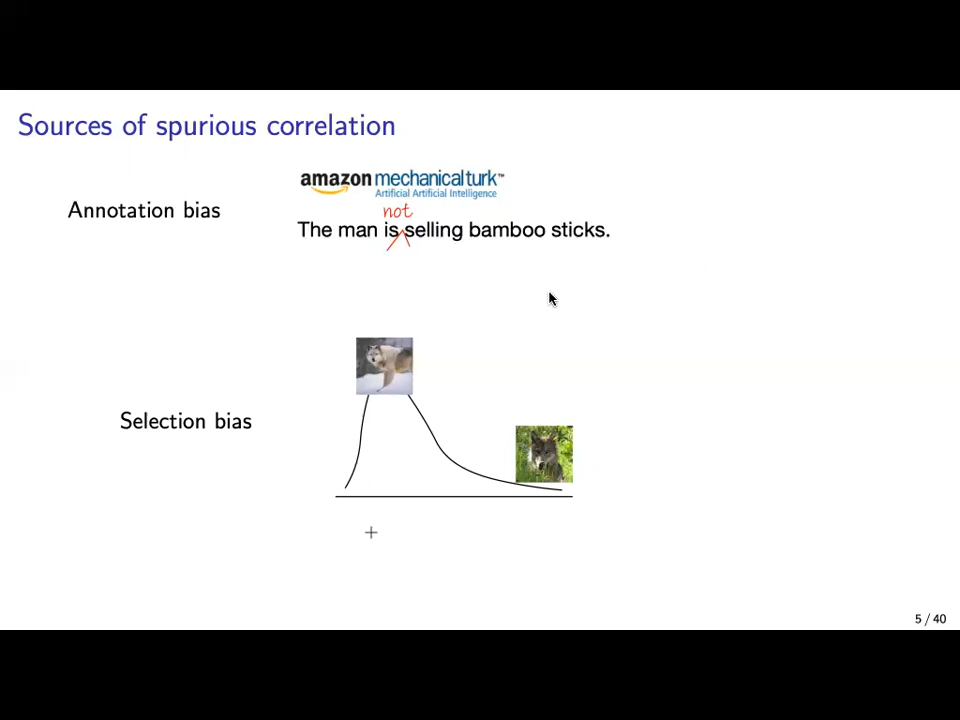 Sources of spurious correlation
amazon mechanical turk™
Artificial Artificial Intelligence
Annotation bias
not
The man is selling bamboo sticks.
Selection bias
+
5 / 40